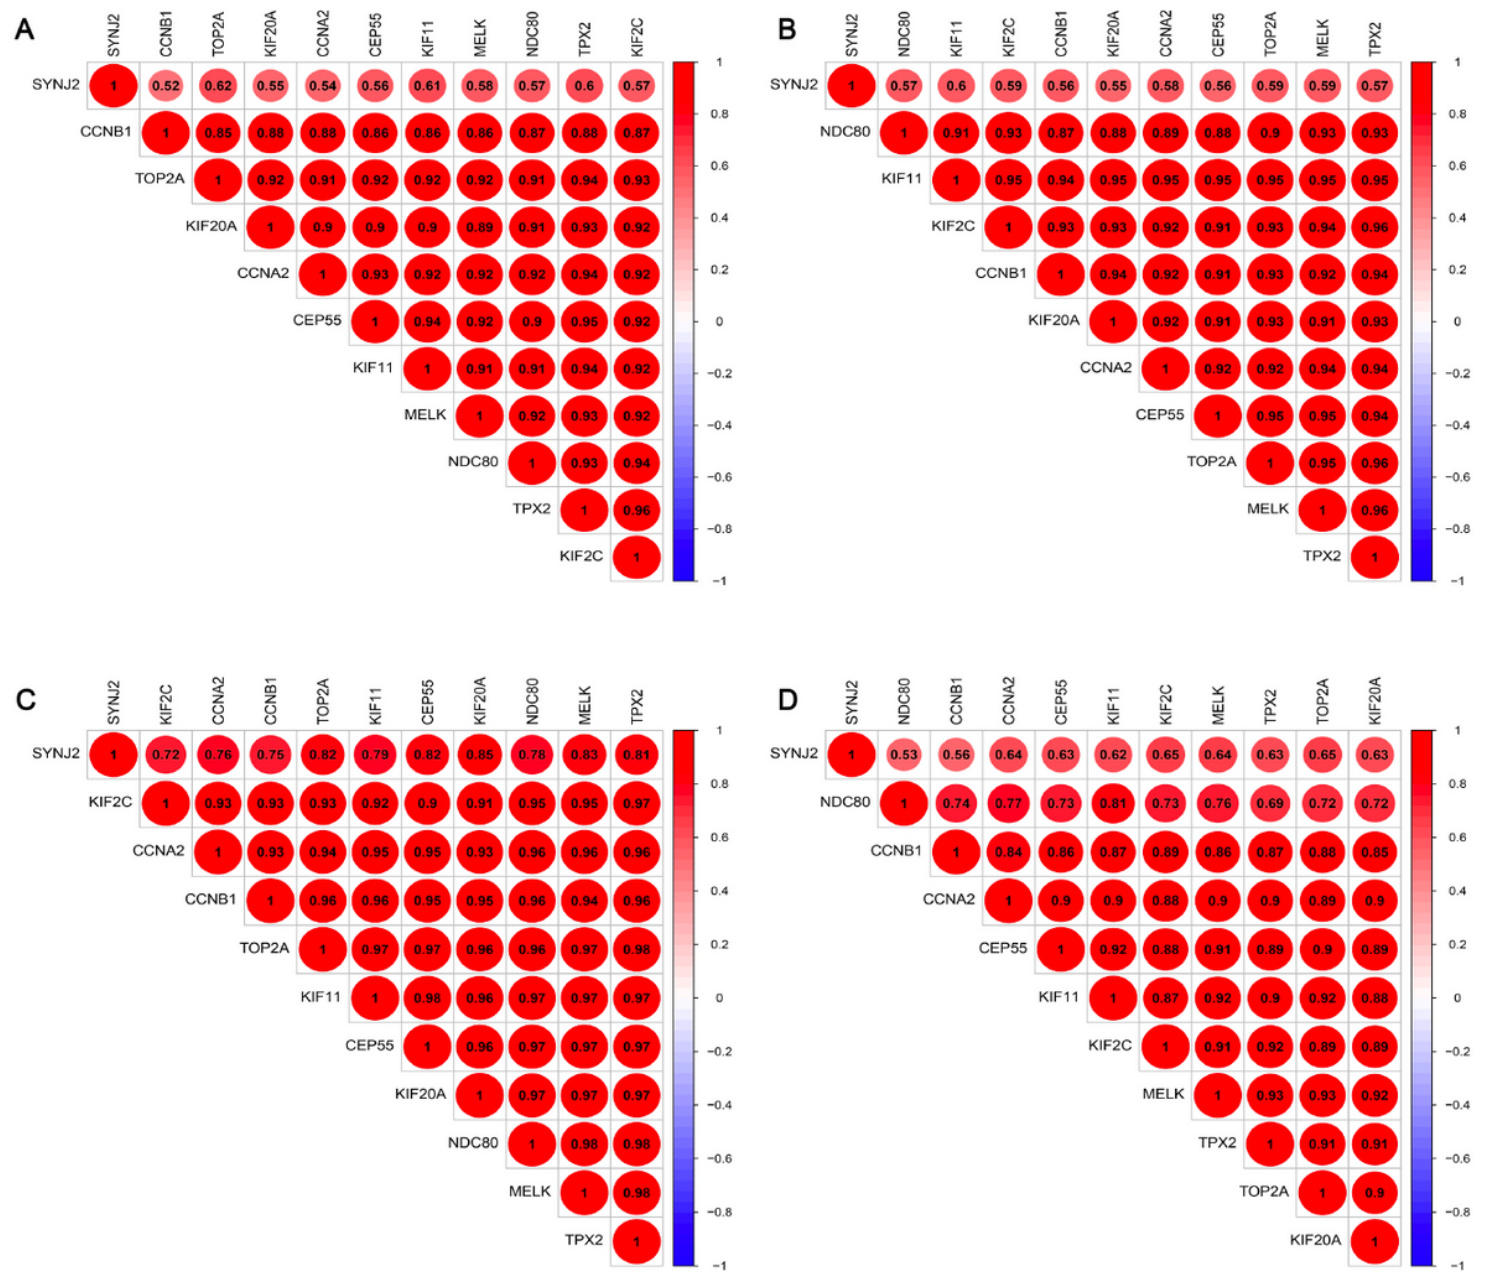 A
SYNJ2 CCNB1 TOP2A KIF20A CCNA2 CEP55 KIF11 MELK NDC80 TPX2 KIF2C
SYNJ2 1 0.52 0.62 0.55 0.54 0.56 0.61 0.58 0.57 0.6 0.57
CCNB1 1 0.85 0.88 0.88 0.86 0.86 0.86 0.87 0.88 0.87
TOP2A 1 0.92 0.91 0.92 0.92 0.92 0.91 0.94 0.93
KIF20A 1 0.9 0.9 0.9 0.89 0.91 0.93 0.92
CCNA2 1 0.93 0.92 0.92 0.92 0.94 0.92
CEP55 1 0.94 0.92 0.9 0.95 0.92
KIF11 1 0.91 0.91 0.94 0.92
MELK 1 0.92 0.93 0.92
NDC80 1 0.93 0.94
TPX2 1 0.96
KIF2C 1
1
0.8
0.6
0.4
0.2
0
−0.2
−0.4
−0.6
−0.8
−1
B
SYNJ2 NDC80 KIF11 KIF2C CCNB1 KIF20A CCNA2 CEP55 TOP2A MELK TPX2
SYNJ2 1 0.57 0.6 0.59 0.56 0.55 0.58 0.56 0.59 0.59 0.57
NDC80 1 0.91 0.93 0.87 0.88 0.89 0.88 0.9 0.93 0.93
KIF11 1 0.95 0.94 0.95 0.95 0.95 0.95 0.95 0.95
KIF2C 1 0.93 0.93 0.92 0.91 0.93 0.94 0.96
CCNB1 1 0.94 0.92 0.91 0.93 0.92 0.94
KIF20A 1 0.92 0.91 0.93 0.91 0.93
CCNA2 1 0.92 0.92 0.94 0.94
CEP55 1 0.95 0.95 0.94
TOP2A 1 0.95 0.96
MELK 1 0.96
TPX2 1
1
0.8
0.6
0.4
0.2
0
−0.2
−0.4
−0.6
−0.8
−1
C
SYNJ2 KIF2C CCNA2 CCNB1 TOP2A KIF11 CEP55 KIF20A NDC80 MELK TPX2
SYNJ2 1 0.72 0.76 0.75 0.82 0.79 0.82 0.85 0.78 0.83 0.81
KIF2C 1 0.93 0.93 0.93 0.92 0.9 0.91 0.95 0.95 0.97
CCNA2 1 0.93 0.94 0.95 0.95 0.93 0.96 0.96 0.96
CCNB1 1 0.96 0.96 0.95 0.95 0.96 0.94 0.96
TOP2A 1 0.97 0.97 0.96 0.96 0.97 0.98
KIF11 1 0.98 0.96 0.97 0.97 0.97
CEP55 1 0.96 0.97 0.97 0.97
KIF20A 1 0.97 0.97 0.97
NDC80 1 0.98 0.98
MELK 1 0.98
TPX2 1
1
0.8
0.6
0.4
0.2
0
−0.2
−0.4
−0.6
−0.8
−1
D
SYNJ2 NDC80 CCNB1 CCNA2 CEP55 KIF11 KIF2C MELK TPX2 TOP2A KIF20A
SYNJ2 1 0.53 0.56 0.64 0.63 0.62 0.65 0.64 0.63 0.65 0.63
NDC80 1 0.74 0.77 0.73 0.81 0.73 0.76 0.69 0.72 0.72
CCNB1 1 0.84 0.86 0.87 0.89 0.86 0.87 0.88 0.85
CCNA2 1 0.9 0.9 0.88 0.9 0.9 0.89 0.9
CEP55 1 0.92 0.88 0.91 0.89 0.9 0.89
KIF11 1 0.87 0.92 0.9 0.92 0.88
KIF2C 1 0.91 0.92 0.89 0.89
MELK 1 0.93 0.93 0.92
TPX2 1 0.91 0.91
TOP2A 1 0.9
KIF20A 1
1
0.8
0.6
0.4
0.2
0
−0.2
−0.4
−0.6
−0.8
−1